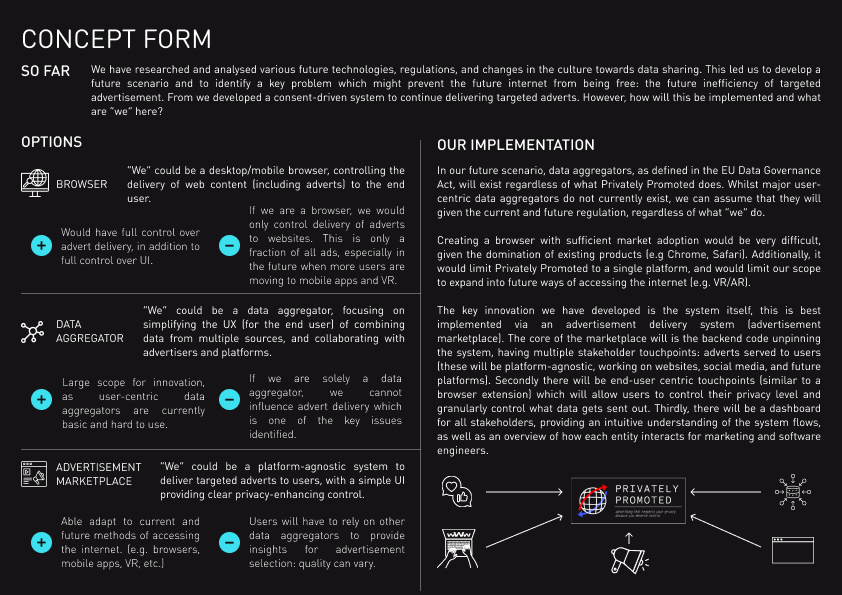 CONCEPT FORM
SO FAR
We have researched and analysed various future technologies, regulations, and changes in the culture towards data sharing. This led us to develop a
future scenario and to identify a key problem which might prevent the future internet from being free: the future inefficiency of targeted
advertisement. From we developed a consent-driven system to continue delivering targeted adverts. However, how will this be implemented and what
are "we" here?
OPTIONS
BROWSER
"We" could be a desktop/mobile browser, controlling the
delivery of web content (including adverts) to the end
user.
Would have full control over
advert delivery, in addition to
full control over UI.
If we are a browser, we would
only control delivery of adverts
to websites. This is only a
fraction of all ads, especially in
the future when more users are
moving to mobile apps and VR.
DATA
AGGREGATOR
"We" could be a data aggregator, focusing on
simplifying the UX (for the end user) of combining
data from multiple sources, and collaborating with
advertisers and platforms.
Large scope for innovation,
as user-centric data
aggregators are currently
basic and hard to use.
If we are solely a data
aggregator, we cannot
influence advert delivery which
is one of the key issues
identified.
ADVERTISEMENT
MARKETPLACE
"We" could be a platform-agnostic system to
deliver targeted adverts to users, with a simple UI
providing clear privacy-enhancing control.
Able adapt to current and
future methods of accessing
the internet. (e.g. browsers,
mobile apps, VR, etc.)
Users will have to rely on other
data aggregators to provide
insights for advertisement
selection: quality can vary.
OUR IMPLEMENTATION
In our future scenario, data aggregators, as defined in the EU Data Governance
Act, will exist regardless of what Privately Promoted does. Whilst major user-
centric data aggregators do not currently exist, we can assume that they will
given the current and future regulation, regardless of what "we" do.
Creating a browser with sufficient market adoption would be very difficult,
given the domination of existing products (e.g Chrome, Safari). Additionally, it
would limit Privately Promoted to a single platform, and would limit our scope
to expand into future ways of accessing the internet (e.g. VR/AR).
The key innovation we have developed is the system itself, this is best
implemented via an advertisement delivery system (advertisement
marketplace). The core of the marketplace will is the backend code unpinning
the system, having multiple stakeholder touchpoints: adverts served to users
(these will be platform-agnostic, working on websites, social media, and future
platforms). Secondly there will be end-user centric touchpoints (similar to a
browser extension) which will allow users to control their privacy level and
granularly control what data gets sent out. Thirdly, there will be a dashboard
for all stakeholders, providing an intuitive understanding of the system flows,
as well as an overview of how each entity interacts for marketing and software
engineers.
PRIVATELY
PROMOTED
advertising that respects your privacy
because you deserve control